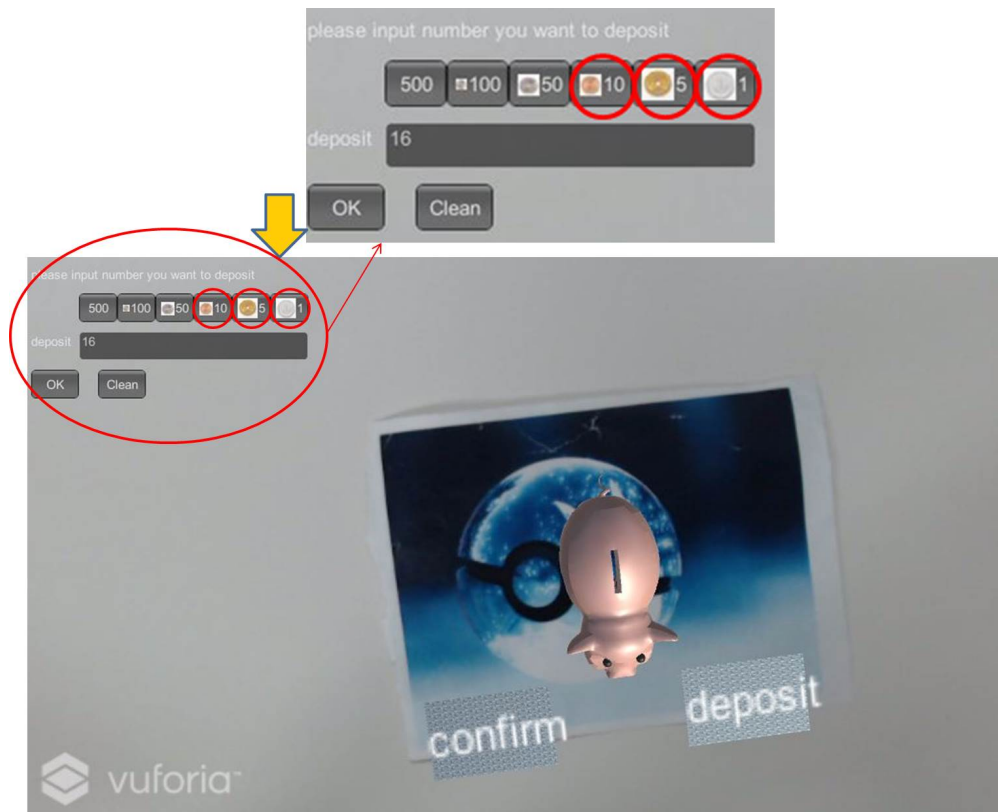 please input number you want to deposit
500 100 50 10 5 1
deposit 16
OK Clean
please input number you want to deposit
500 100 50 10 5 1
deposit 16
OK Clean
confirm
deposit
vuforia™